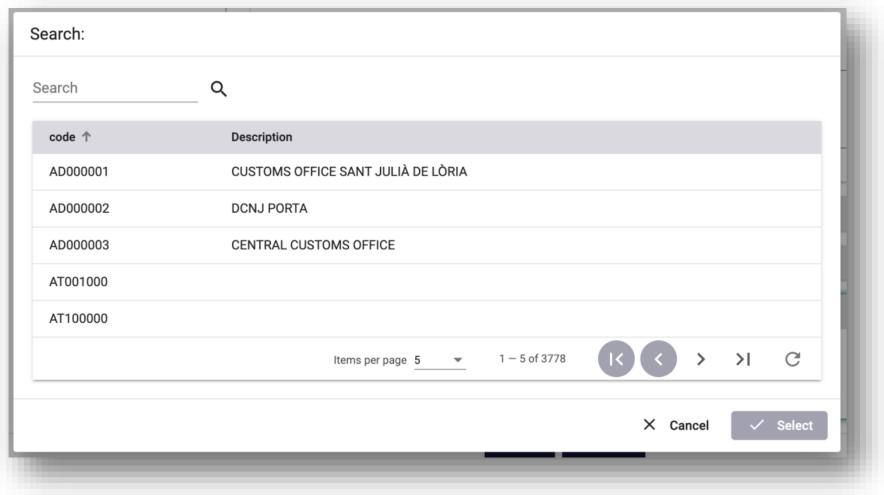 Search:
Search
code ↑ Description
AD000001 CUSTOMS OFFICE SANT JULIÀ DE LÒRIA
AD000002 DCNJ PORTA
AD000003 CENTRAL CUSTOMS OFFICE
AT001000
AT100000
Items per page 5 1 – 5 of 3778
Cancel Select